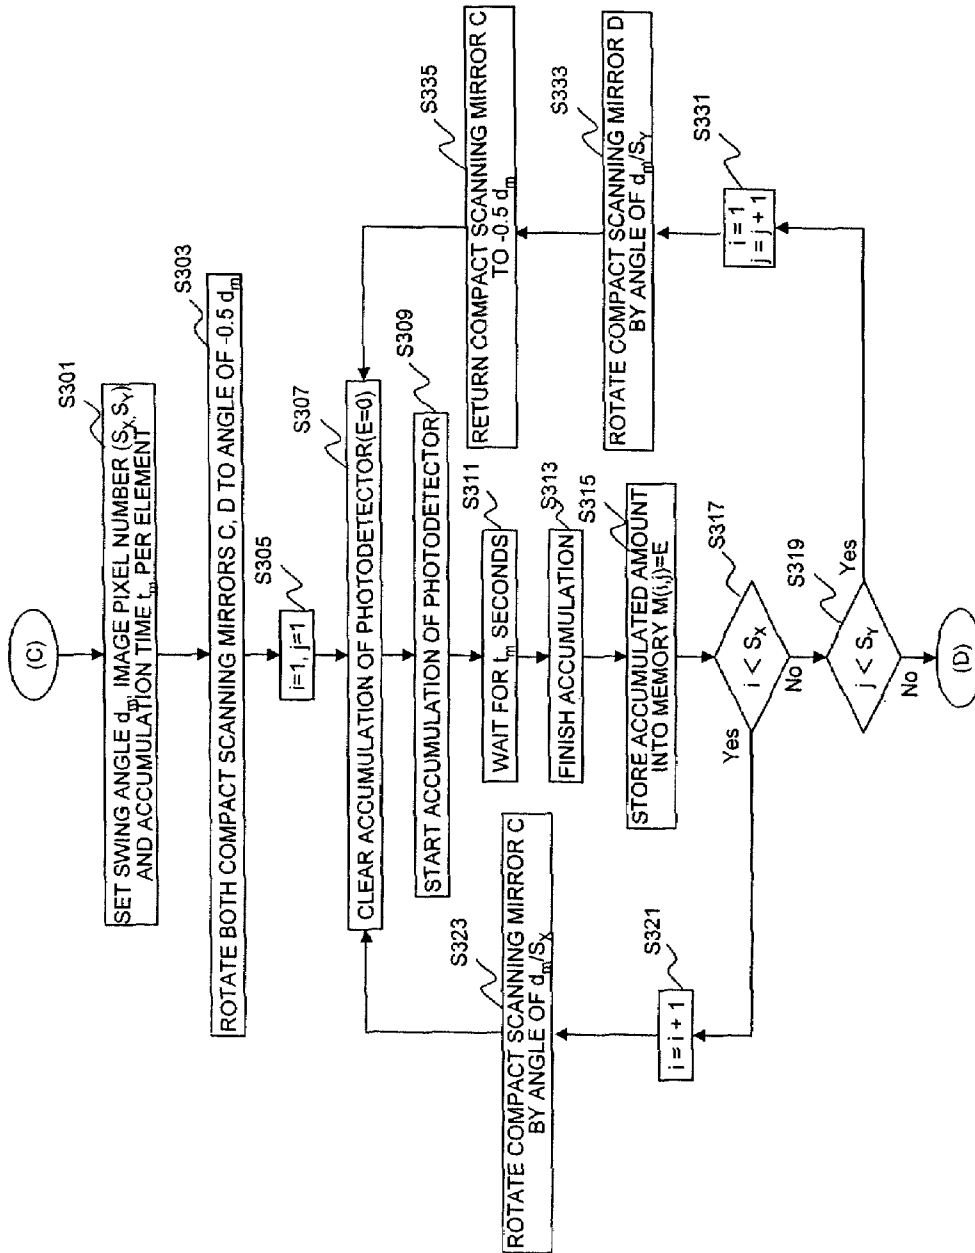 (C)
S301
SET SWING ANGLE dm, IMAGE PIXEL NUMBER (SX, SY)
AND ACCUMULATION TIME tm PER ELEMENT
S303
ROTATE BOTH COMPACT SCANNING MIRRORS C, D TO ANGLE OF -0.5 dm
S305
i=1, j=1
S307
CLEAR ACCUMULATION OF PHOTODETECTOR(E=0)
S309
START ACCUMULATION OF PHOTODETECTOR
S311
WAIT FOR tm SECONDS
S313
FINISH ACCUMULATION
S315
STORE ACCUMULATED AMOUNT
INTO MEMORY M(i,j)=E
S317
i < SX
Yes
No
S319
j < SY
Yes
No
(D)
S321
i = i + 1
S323
ROTATE COMPACT SCANNING MIRROR C
BY ANGLE OF dm/SX
S331
i = 1
j = j + 1
S333
ROTATE COMPACT SCANNING MIRROR D
BY ANGLE OF dm/SY
S335
RETURN COMPACT SCANNING MIRROR C
TO -0.5 dm